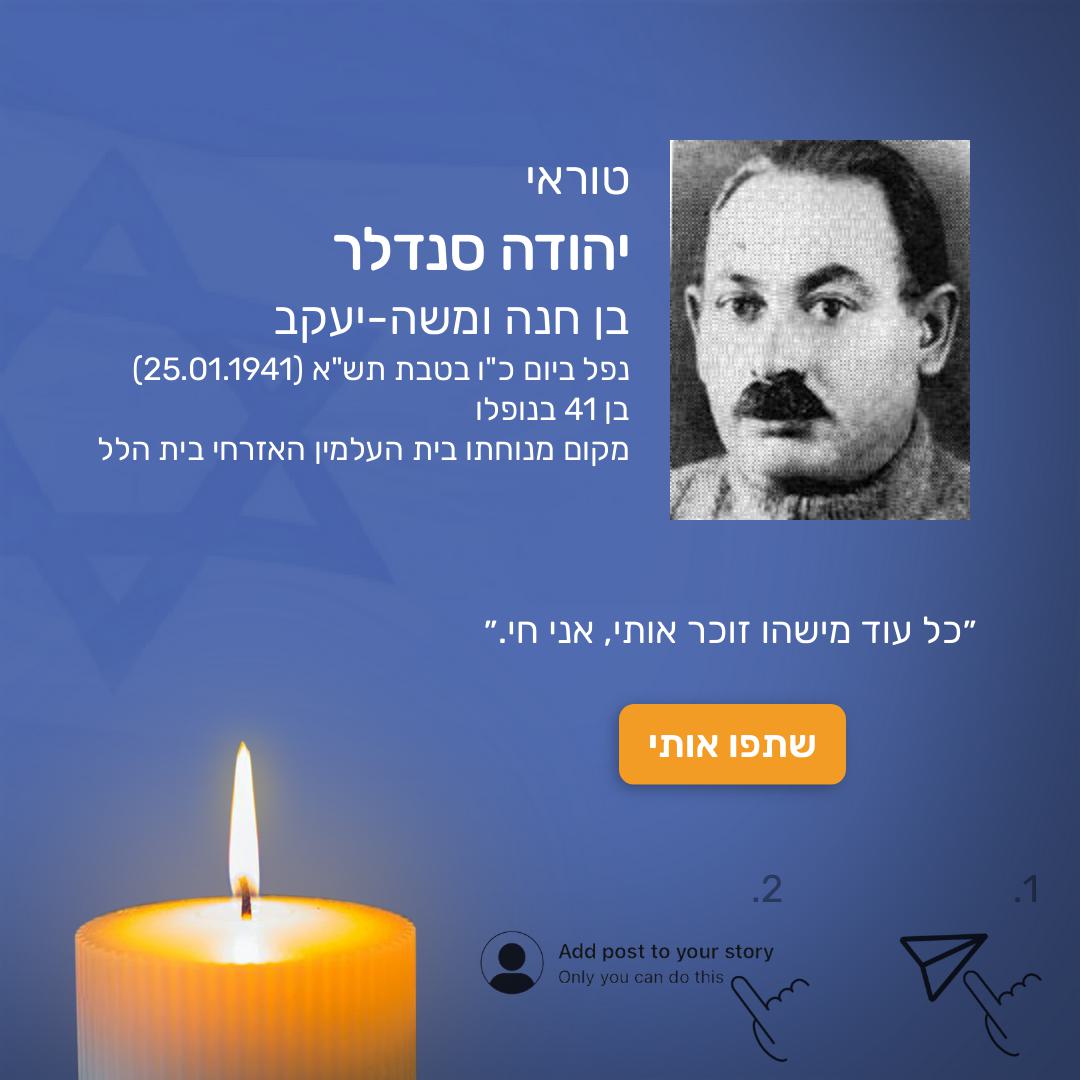 טוראי
יהודה סנדלר
בן חנה ומשה-יעקב
נפל ביום כ"ו בטבת תש"א (25.01.1941)
בן 41 בנופלו
מקום מנוחתו בית העלמין האזרחי בית הלל
״כל עוד מישהו זוכר אותי, אני חי.״
שתפו אותי
1.
2.
Add post to your story
Only you can do this